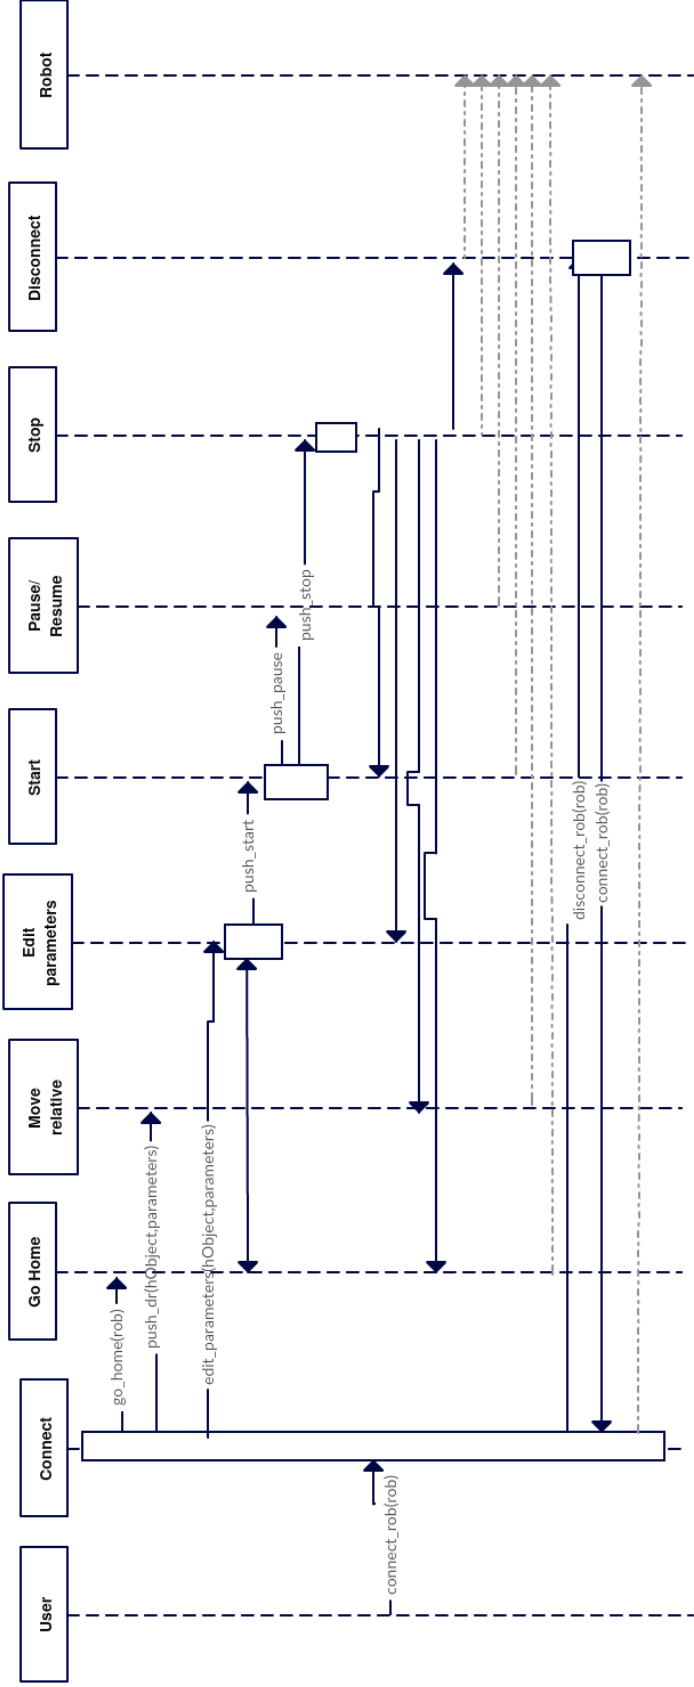 User
Connect
Go Home
Move
relative
Edit
parameters
Start
Pause/
Resume
Stop
Disconnect
Robot
go_home(rob)
push_dr(hObject,parameters)
edit_parameters(hObject,parameters)
push_start
push_pause
push_stop
connect_rob(rob)
disconnect_rob(rob)
connect_rob(rob)